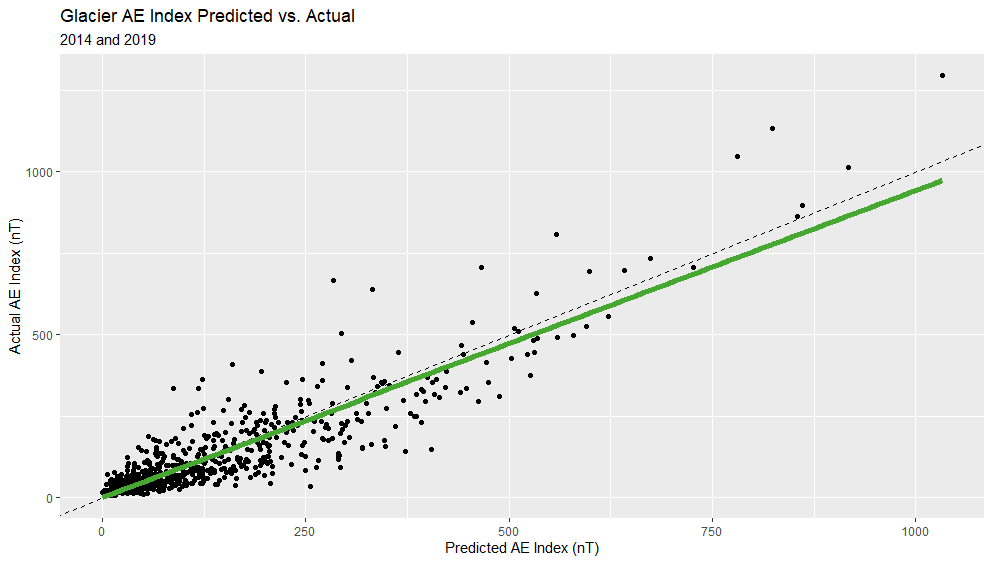 Glacier AE Index Predicted vs. Actual
2014 and 2019
Actual AE Index (nT)
1000
500
0
0
250
500
750
1000
Predicted AE Index (nT)